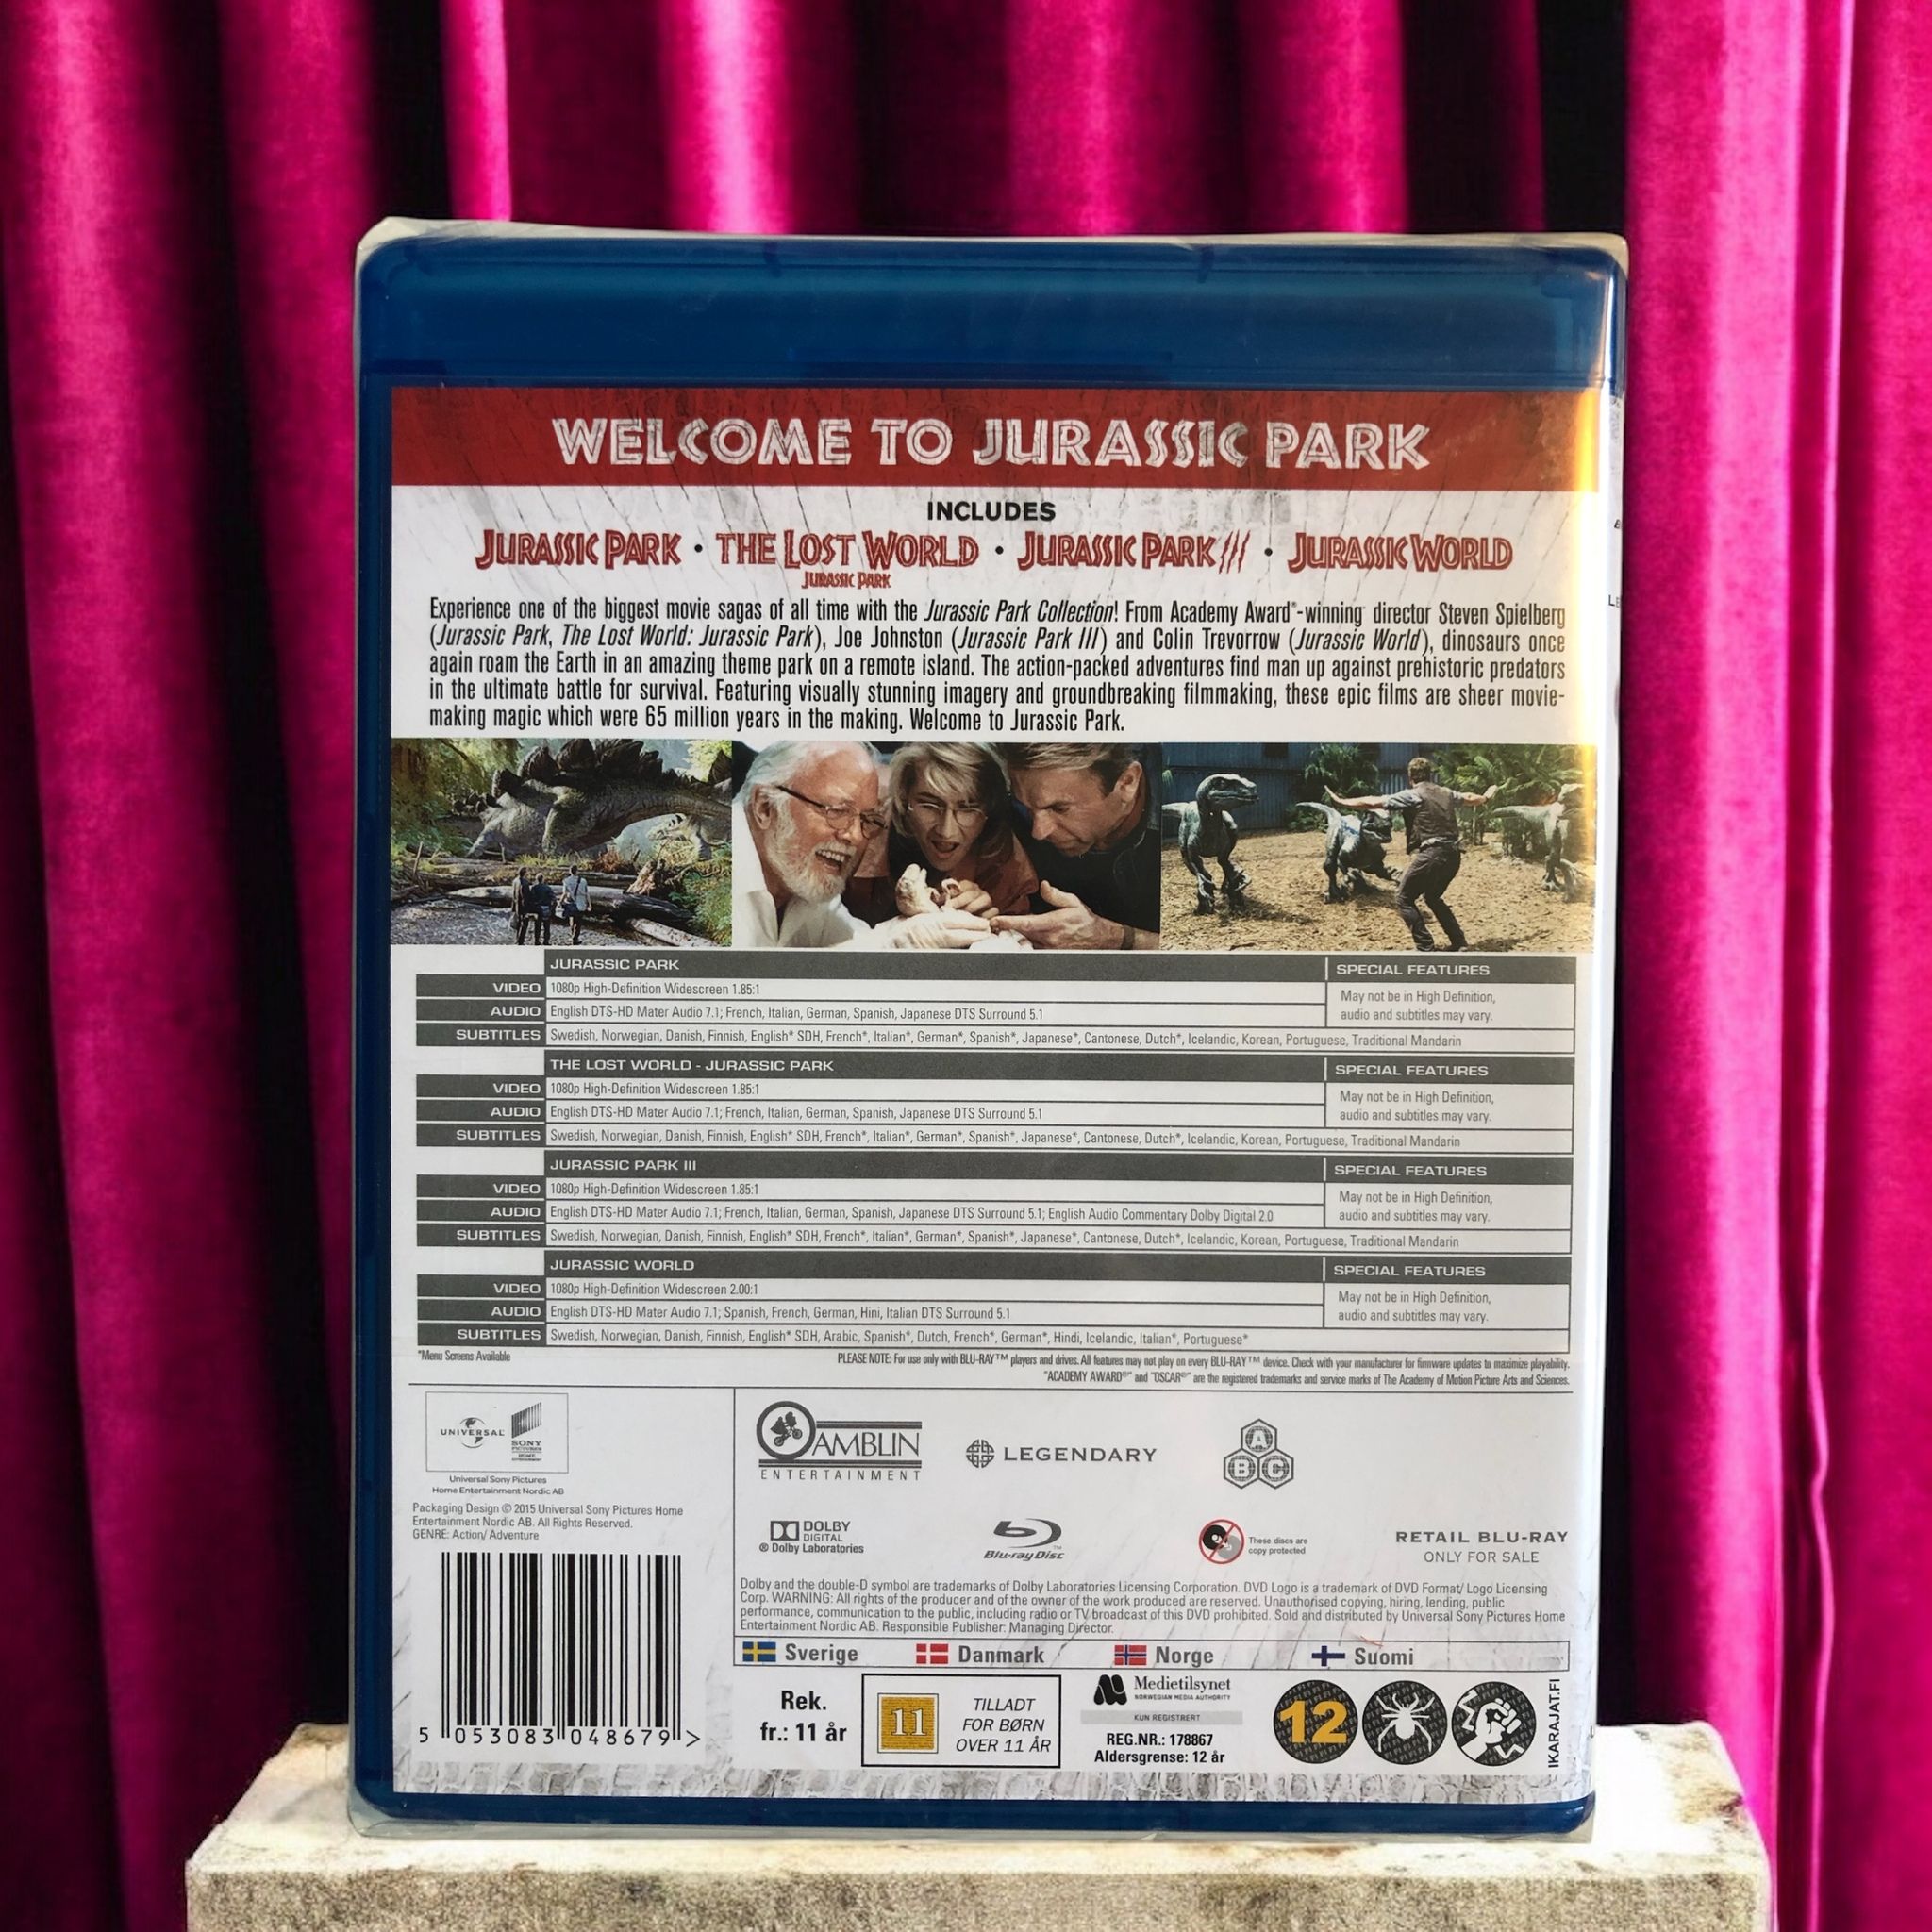 WELCOME TO JURASSIC PARK
INCLUDES
JURASSIC PARK • THE LOST WORLD • JURASSIC PARK /// • JURASSIC WORLD
JURASSIC PARK
Experience one of the biggest movie sagas of all time with the Jurassic Park Collection! From Academy Award®-winning director Steven Spielberg
(Jurassic Park, The Lost World: Jurassic Park), Joe Johnston (Jurassic Park III) and Colin Trevorrow (Jurassic World), dinosaurs once
again roam the Earth in an amazing theme park on a remote island. The action-packed adventures find man up against prehistoric predators
in the ultimate battle for survival. Featuring visually stunning imagery and groundbreaking filmmaking, these epic films are sheer movie-
making magic which were 65 million years in the making. Welcome to Jurassic Park.
JURASSIC PARK SPECIAL FEATURES
VIDEO 1080p High-Definition Widescreen 1.85:1 May not be in High Definition,
AUDIO English DTS-HD Mater Audio 7.1; French, Italian, German, Spanish, Japanese DTS Surround 5.1 audio and subtitles may vary.
SUBTITLES Swedish, Norwegian, Danish, Finnish, English* SDH, French*, Italian*, German*, Spanish*, Japanese*, Cantonese, Dutch*, Icelandic, Korean, Portuguese, Traditional Mandarin
THE LOST WORLD - JURASSIC PARK SPECIAL FEATURES
VIDEO 1080p High-Definition Widescreen 1.85:1 May not be in High Definition,
AUDIO English DTS-HD Mater Audio 7.1; French, Italian, German, Spanish, Japanese DTS Surround 5.1 audio and subtitles may vary.
SUBTITLES Swedish, Norwegian, Danish, Finnish, English* SDH, French*, Italian*, German*, Spanish*, Japanese*, Cantonese, Dutch*, Icelandic, Korean, Portuguese, Traditional Mandarin
JURASSIC PARK III SPECIAL FEATURES
VIDEO 1080p High-Definition Widescreen 1.85:1 May not be in High Definition,
AUDIO English DTS-HD Mater Audio 7.1; French, Italian, German, Spanish, Japanese DTS Surround 5.1; English Audio Commentary Dolby Digital 2.0 audio and subtitles may vary.
SUBTITLES Swedish, Norwegian, Danish, Finnish, English* SDH, French*, Italian*, German*, Spanish*, Japanese*, Cantonese, Dutch*, Icelandic, Korean, Portuguese, Traditional Mandarin
JURASSIC WORLD SPECIAL FEATURES
VIDEO 1080p High-Definition Widescreen 2.00:1 May not be in High Definition,
AUDIO English DTS-HD Mater Audio 7.1; Spanish, French, German, Hini, Italian DTS Surround 5.1 audio and subtitles may vary.
SUBTITLES Swedish, Norwegian, Danish, Finnish, English* SDH, Arabic, Spanish*, Dutch, French*, German*, Hindi, Icelandic, Italian*, Portuguese*
*Menu Screens Available PLEASE NOTE: For use only with BLU-RAY™ players and drives. All features may not play on every BLU-RAY™ device. Check with your manufacturer for firmware updates to maximize playability.
"ACADEMY AWARD®" and "OSCAR®" are the registered trademarks and service marks of The Academy of Motion Picture Arts and Sciences.
UNIVERSAL
SONY
PICTURES
Universal Sony Pictures
Home Entertainment Nordic AB
Packaging Design © 2015 Universal Sony Pictures Home
Entertainment Nordic AB. All Rights Reserved.
GENRE: Action/ Adventure
5 053083 048679 >
AMBLIN
ENTERTAINMENT
LEGENDARY
A
B C
DOLBY
DIGITAL
® Dolby Laboratories
Blu-ray Disc™
These discs are
copy protected
RETAIL BLU-RAY
ONLY FOR SALE
Dolby and the double-D symbol are trademarks of Dolby Laboratories Licensing Corporation. DVD Logo is a trademark of DVD Format/ Logo Licensing
Corp. WARNING: All rights of the producer and of the owner of the work produced are reserved. Unauthorised copying, hiring, lending, public
performance, communication to the public, including radio or TV broadcast of this DVD prohibited. Sold and distributed by Universal Sony Pictures Home
Entertainment Nordic AB. Responsible Publisher: Managing Director.
Sverige Danmark Norge Suomi
Rek.
fr.: 11 år
11
TILLADT
FOR BØRN
OVER 11 ÅR
Medietilsynet
NORWEGIAN MEDIA AUTHORITY
KUN REGISTRERT
REG.NR.: 178867
Aldersgrense: 12 år
12
IKARAJAT.FI